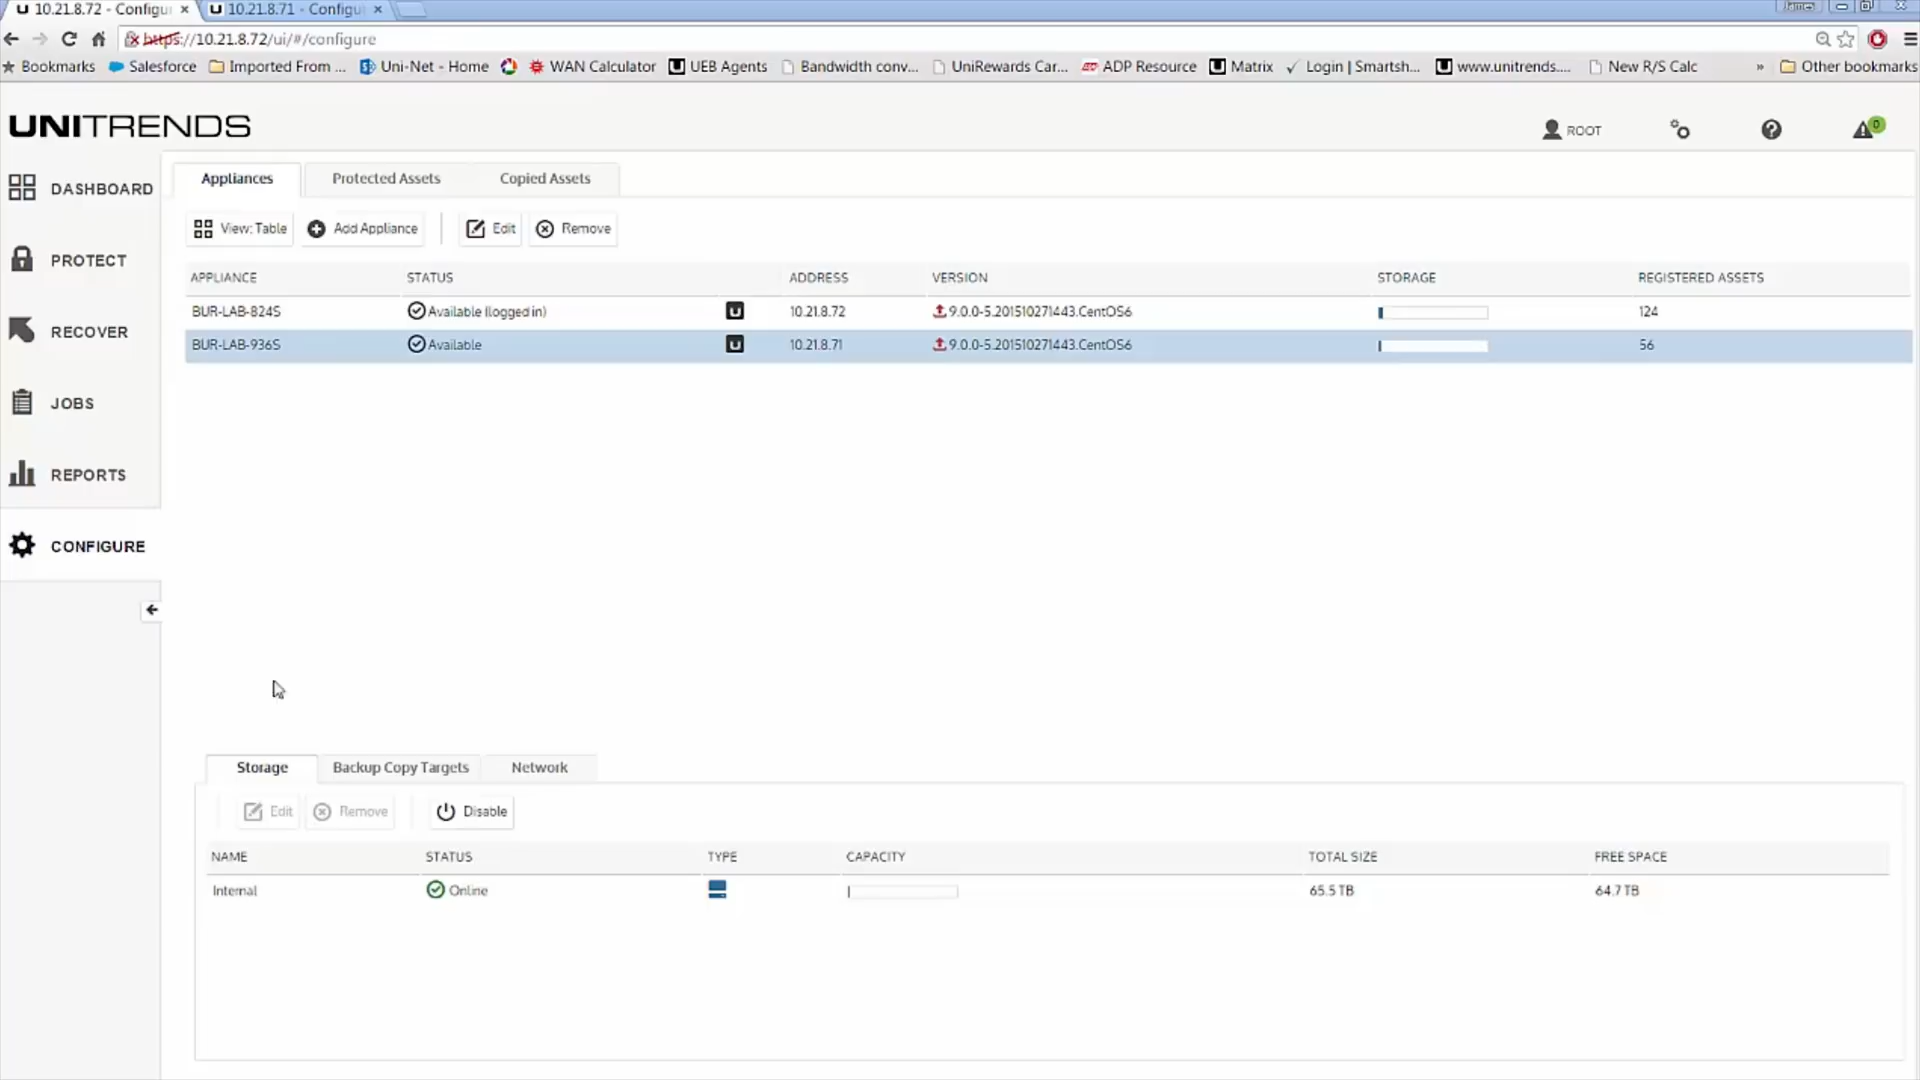 10.21.8.72 - Configu
10.21.8.71 - Configu
James
https://10.21.8.72/ui/#/configure
Bookmarks
Salesforce
Imported From ...
Uni-Net - Home
WAN Calculator
UEB Agents
Bandwidth conv...
UniRewards Car...
ADP Resource
Matrix
Login | Smartsh...
www.unitrends....
New R/S Calc
»
Other bookmarks
UNITRENDS
ROOT
0
DASHBOARD
PROTECT
RECOVER
JOBS
REPORTS
CONFIGURE
Appliances
Protected Assets
Copied Assets
View: Table
Add Appliance
Edit
Remove
APPLIANCE STATUS ADDRESS VERSION STORAGE REGISTERED ASSETS
BUR-LAB-824S Available (logged in) 10.21.8.72 9.0.0-5.201510271443.CentOS6 124
BUR-LAB-936S Available 10.21.8.71 9.0.0-5.201510271443.CentOS6 56
Storage
Backup Copy Targets
Network
Edit
Remove
Disable
NAME STATUS TYPE CAPACITY TOTAL SIZE FREE SPACE
Internal Online 65.5 TB 64.7 TB